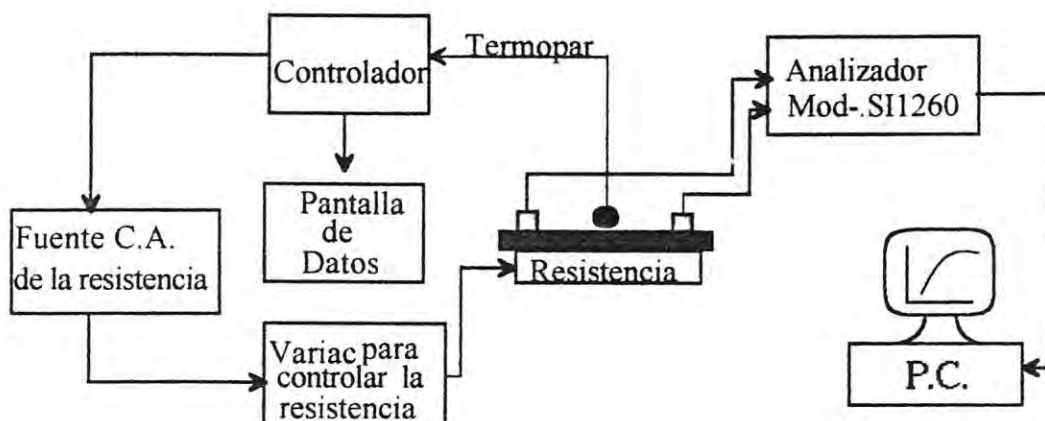 Termopar
Controlador
Analizador
Mod-.SI1260
Pantalla
de
Datos
Fuente C.A.
de la resistencia
Resistencia
Variac para
controlar la
resistencia
P.C.